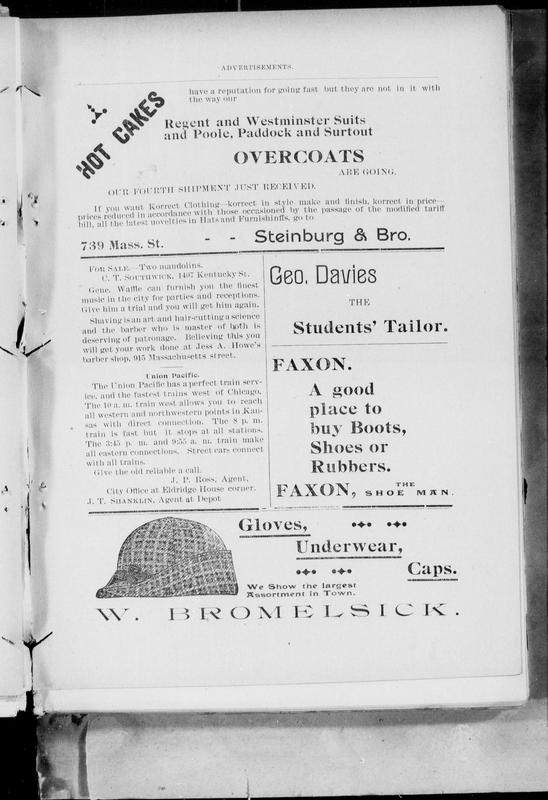 ADVERTISEMENTS.
HOT CAKES
have a reputation for going fast but they are not in it with
the way our
Regent and Westminster Suits
and Poole, Paddock and Surtout
OVERCOATS
ARE GOING.
OUR FOURTH SHIPMENT JUST RECEIVED.
If you want Korrect Clothing—korrect in style, make and finish, korrect in price—
prices reduced in accordance with those occasioned by the passage of the modified tariff
bill, all the latest novelties in Hats and Furnishinffs, go to
739 Mass. St. - - Steinburg & Bro.
FOR SALE.—Two mandolins.
C. T. SOUTHWICK, 1407 Kentucky St.
Gene. Waffle can furnish you the finest
music in the city for parties and receptions.
Give him a trial and you will get him again.
Shaving is an art and hair-cutting a science
and the barber who is master of both is
deserving of patronage. Believing this you
will get your work done at Jess A. Howe's
barber shop, 915 Massachusetts street.
Union Pacific.
The Union Pacific has a perfect train serv-
ice, and the fastest trains west of Chicago.
The 10 a. m. train west allows you to reach
all western and northwestern points in Kan-
sas with direct connection. The 8 p. m.
train is fast but it stops at all stations.
The 3:45 p. m. and 9:55 a. m. train make
all eastern connections. Street cars connect
with all trains.
Give the old reliable a call.
J. P. ROSS, Agent,
City Office at Eldridge House corner.
J. T. SHANKLIN, Agent at Depot
Geo. Davies
THE
Students' Tailor.
FAXON.
A good
place to
buy Boots,
Shoes or
Rubbers.
FAXON, THE SHOE MAN.
Gloves,
Underwear,
Caps.
We Show the largest
Assortment in Town.
W. BROMELSICK.